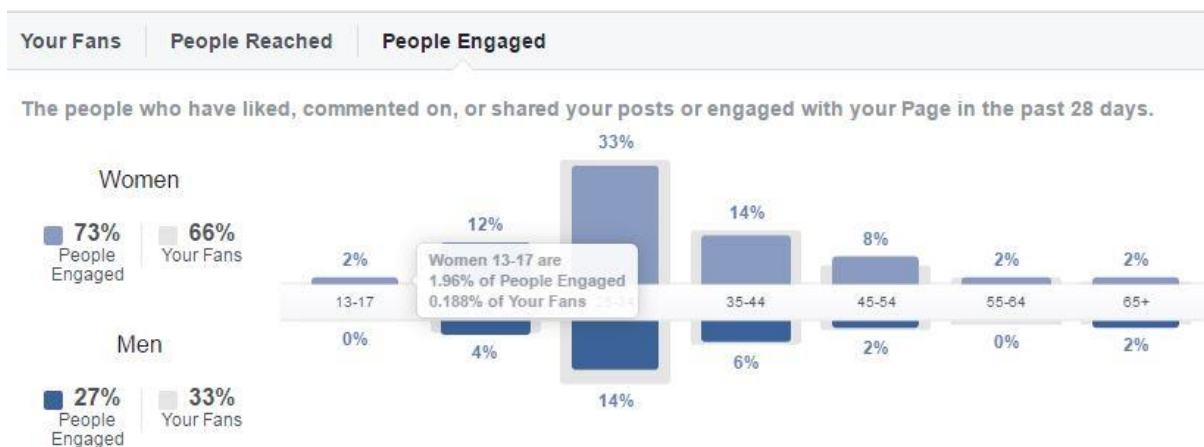 Your Fans People Reached People Engaged
The people who have liked, commented on, or shared your posts or engaged with your Page in the past 28 days.
Women
73% 66%
People Engaged Your Fans
Men
27% 33%
People Engaged Your Fans
2% 12% 33% 14% 8% 2% 2%
Women 13-17 are
1.96% of People Engaged
0.188% of Your Fans
13-17 35-44 45-54 55-64 65+
0% 4% 14% 6% 2% 0% 2%